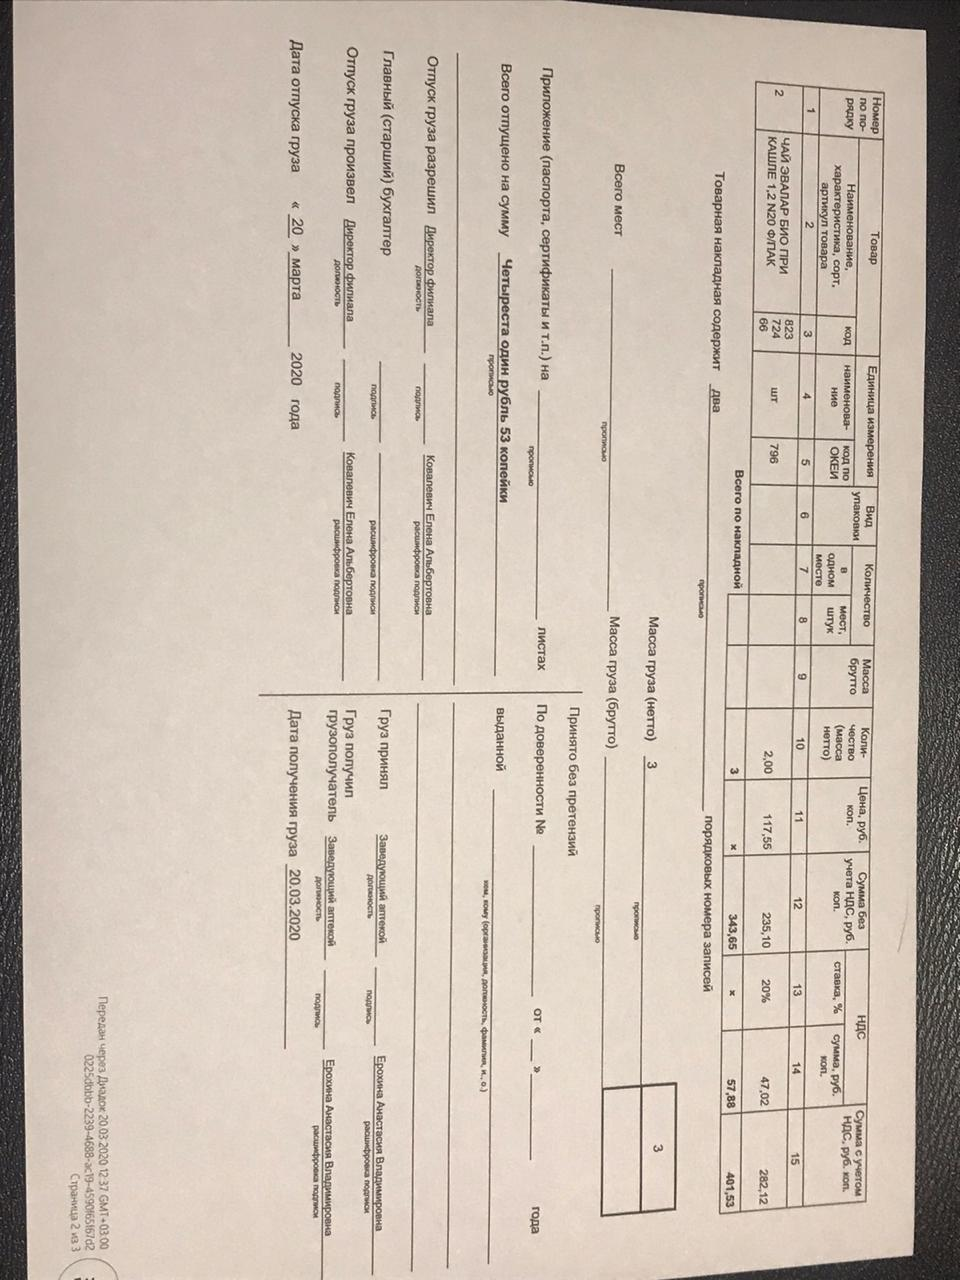 Номер по по- рядку
Товар
Единица измерения
Вид упаковки
Количество
Масса брутто
Коли- чество (масса нетто)
Цена, руб. коп.
Сумма без учета НДС, руб. коп.
НДС
Сумма с учетом НДС, руб. коп.
Наименование, характеристика, сорт, артикул товара
код
наименова- ние
код по ОКЕИ
в одном месте
мест, штук
ставка, %
сумма, руб. коп.
1 2 3 4 5 6 7 8 9 10 11 12 13 14 15
2 ЧАЙ ЭВАЛАР БИО ПРИ КАШЛЕ 1,2 N20 Ф/ПАК 823 724 66 шт 796 2,00 117,55 235,10 20% 47,02 282,12
Всего по накладной 3 x 343,65 x 57,88 401,53
Товарная накладная содержит два порядковых номера записей
прописью
Масса груза (нетто) 3 3
прописью
Всего мест Масса груза (брутто)
прописью прописью
Приложение (паспорта, сертификаты и т.п.) на листах
прописью
Всего отпущено на сумму Четыреста один рубль 53 копейки
прописью
Отпуск груза разрешил Директор филиала Ковалевич Елена Альбертовна
должность подпись расшифровка подписи
Главный (старший) бухгалтер
подпись расшифровка подписи
Отпуск груза произвел Директор филиала Ковалевич Елена Альбертовна
должность подпись расшифровка подписи
Дата отпуска груза « 20 » марта 2020 года
Принято без претензий
По доверенности № от « » года
выданной
кем, кому (организация, должность, фамилия, и., о.)
Груз принял Заведующий аптекой Ерохина Анастасия Владимировна
должность подпись расшифровка подписи
Груз получил
грузополучатель Заведующий аптекой Ерохина Анастасия Владимировна
должность подпись расшифровка подписи
Дата получения груза 20.03.2020
Передан через Диадок 20.03.2020 12:37 GMT+03:00
0225dbbb-2239-4688-ac19-4590f65f67d2
Страница 2 из 3